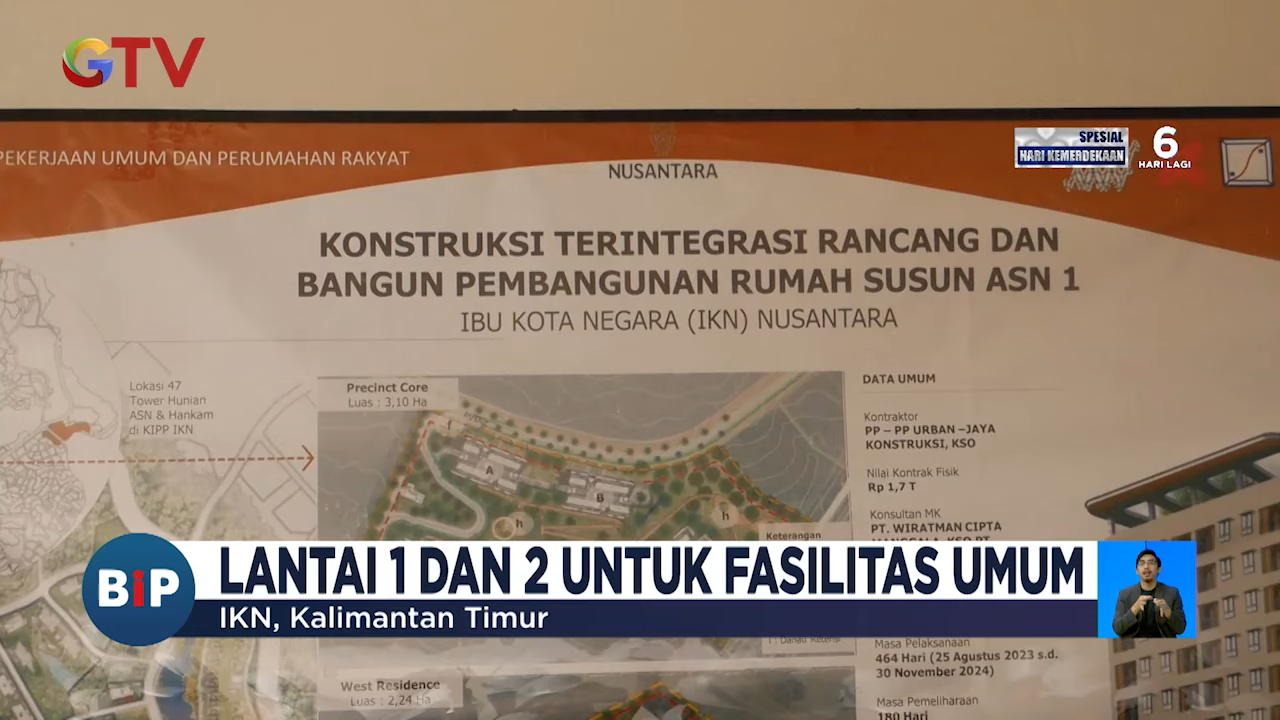 GTV
PEKERJAAN UMUM DAN PERUMAHAN RAKYAT
NUSANTARA
SPESIAL
HARI KEMERDEKAAN
6
HARI LAGI
KONSTRUKSI TERINTEGRASI RANCANG DAN
BANGUN PEMBANGUNAN RUMAH SUSUN ASN 1
IBU KOTA NEGARA (IKN) NUSANTARA
Lokasi 47
Tower Hunian
ASN & Hankam
di KIPP IKN
Precinct Core
Luas : 3,10 Ha
A
B
h
h
Keterangan
DATA UMUM
Kontraktor
PP – PP URBAN –JAYA
KONSTRUKSI, KSO
Nilai Kontrak Fisik
Rp 1,7 T
Konsultan MK
PT. WIRATMAN CIPTA
BiP
LANTAI 1 DAN 2 UNTUK FASILITAS UMUM
IKN, Kalimantan Timur
Masa Pelaksanaan
464 Hari (25 Agustus 2023 s.d.
30 November 2024)
Masa Pemeliharaan
180 Hari
West Residence
Luas : 2,24 Ha